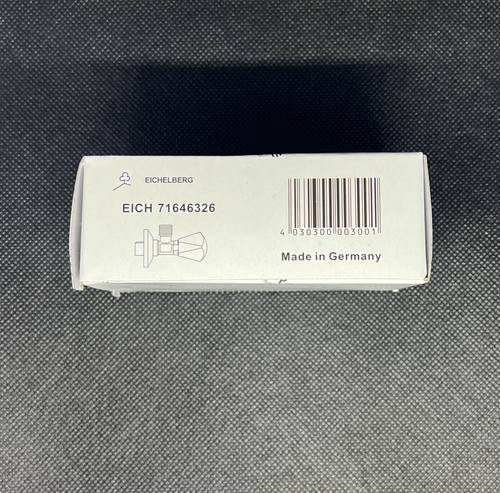 EICHELBERG
EICH 71646326
4 030300 003001
Made in Germany